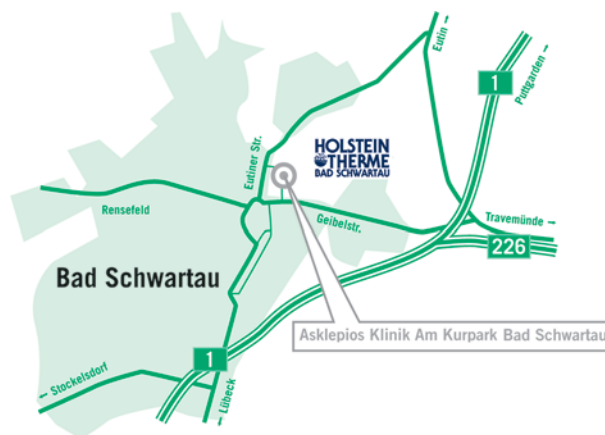 Eutin →
1
Puttgarden →
HOLSTEIN
THERME
BAD SCHWARTAU
Eutiner Str.
Rensefeld
Geibelstr.
Travemünde →
226
Bad Schwartau
Asklepios Klinik Am Kurpark Bad Schwartau
1
← Stockelsdorf
← Lübeck